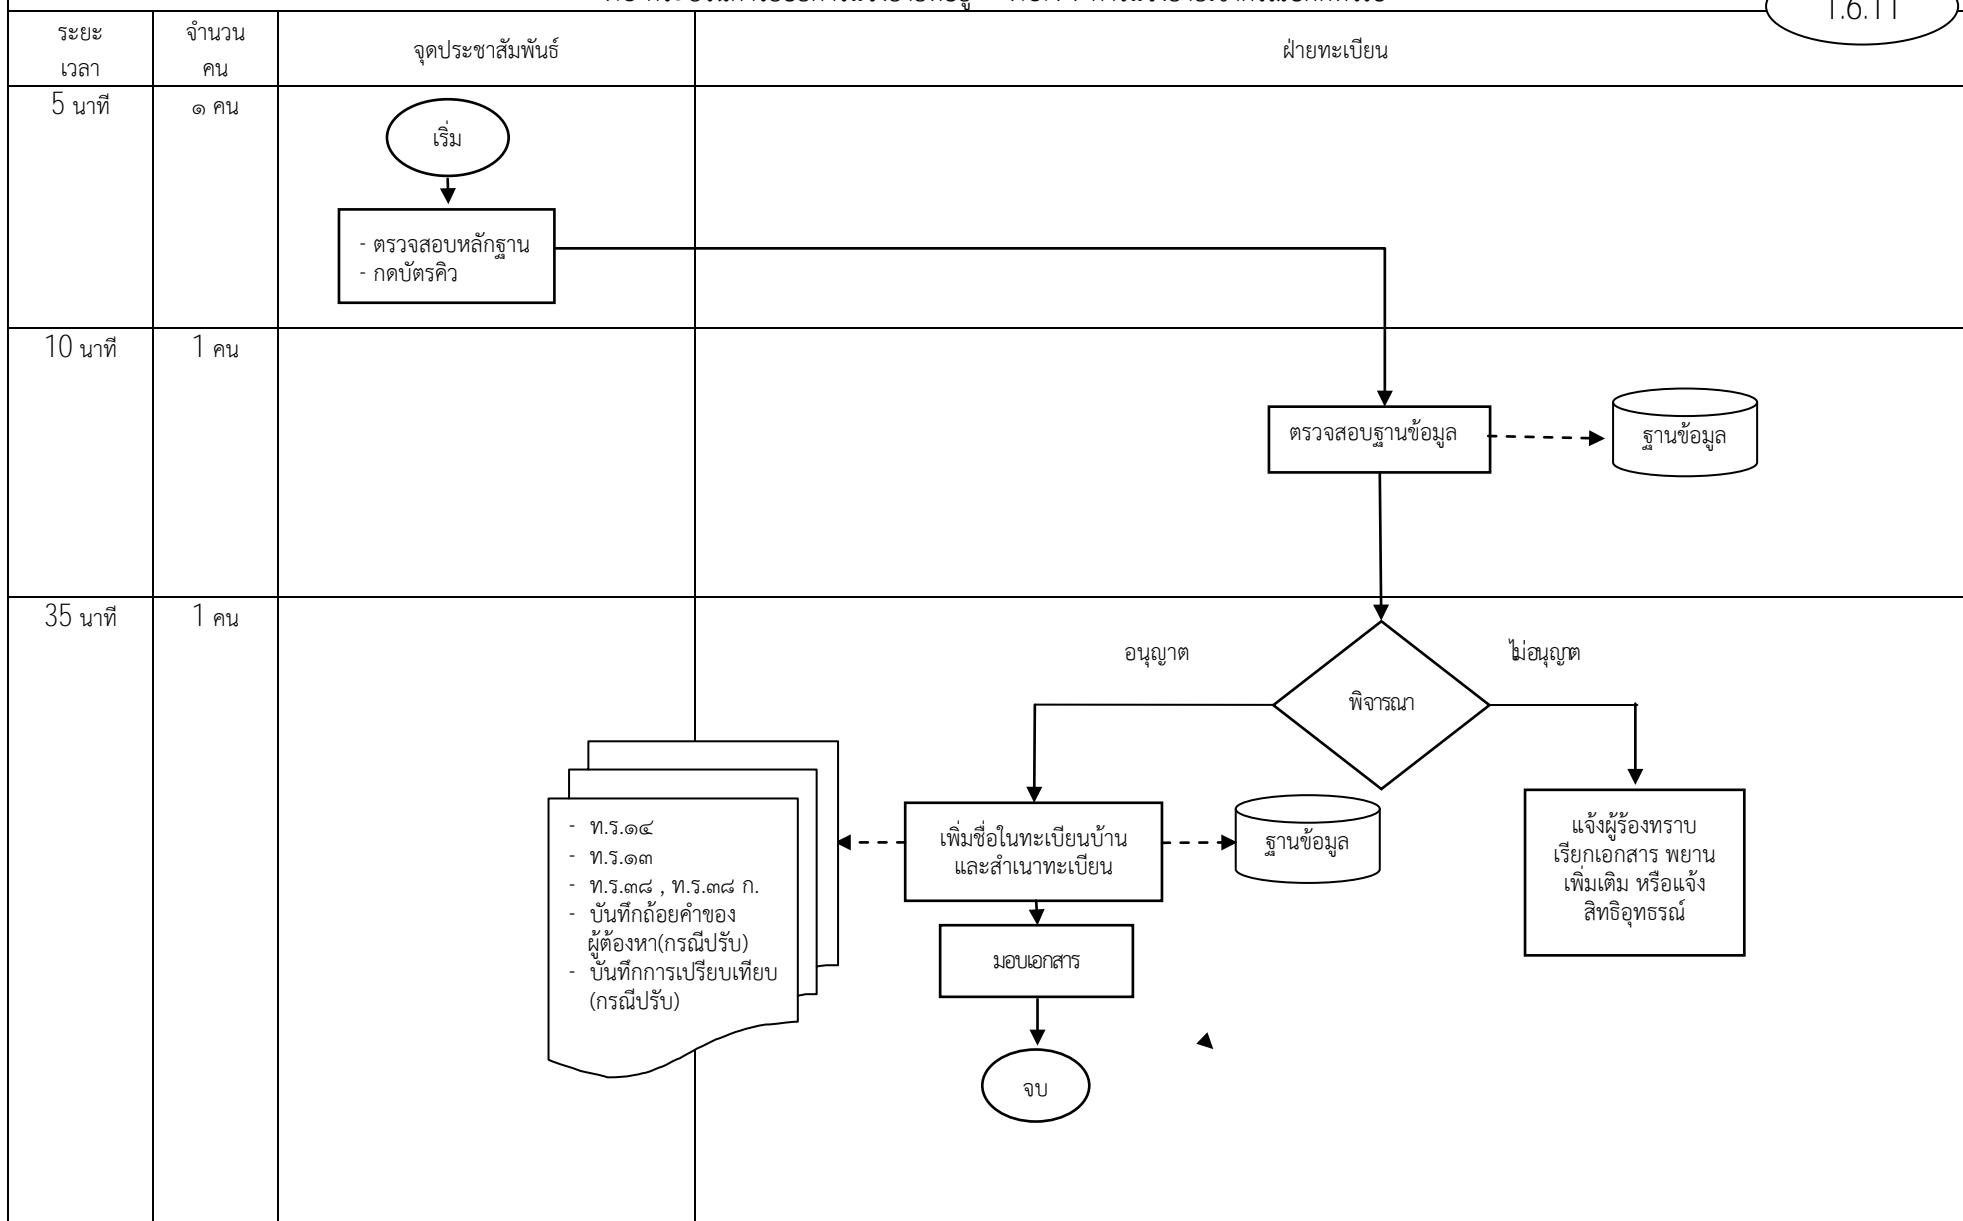 1.6.11
ระยะ
เวลา
จำนวน
คน
จุดประชาสัมพันธ์
ฝ่ายทะเบียน
5 นาที
๑ คน
เริ่ม
- ตรวจสอบหลักฐาน
- กดบัตรคิว
10 นาที
1 คน
ตรวจสอบฐานข้อมูล
ฐานข้อมูล
35 นาที
1 คน
อนุญาต
ไม่อนุญาต
พิจารณา
- ท.ร.๑๔
- ท.ร.๑๓
- ท.ร.๓๘ , ท.ร.๓๘ ก.
- บันทึกถ้อยคำของ
ผู้ต้องหา(กรณีปรับ)
- บันทึกการเปรียบเทียบ
(กรณีปรับ)
เพิ่มชื่อในทะเบียนบ้าน
และสำเนาทะเบียน
ฐานข้อมูล
แจ้งผู้ร้องทราบ
เรียกเอกสาร พยาน
เพิ่มเติม หรือแจ้ง
สิทธิอุทธรณ์
มอบเอกสาร
จบ